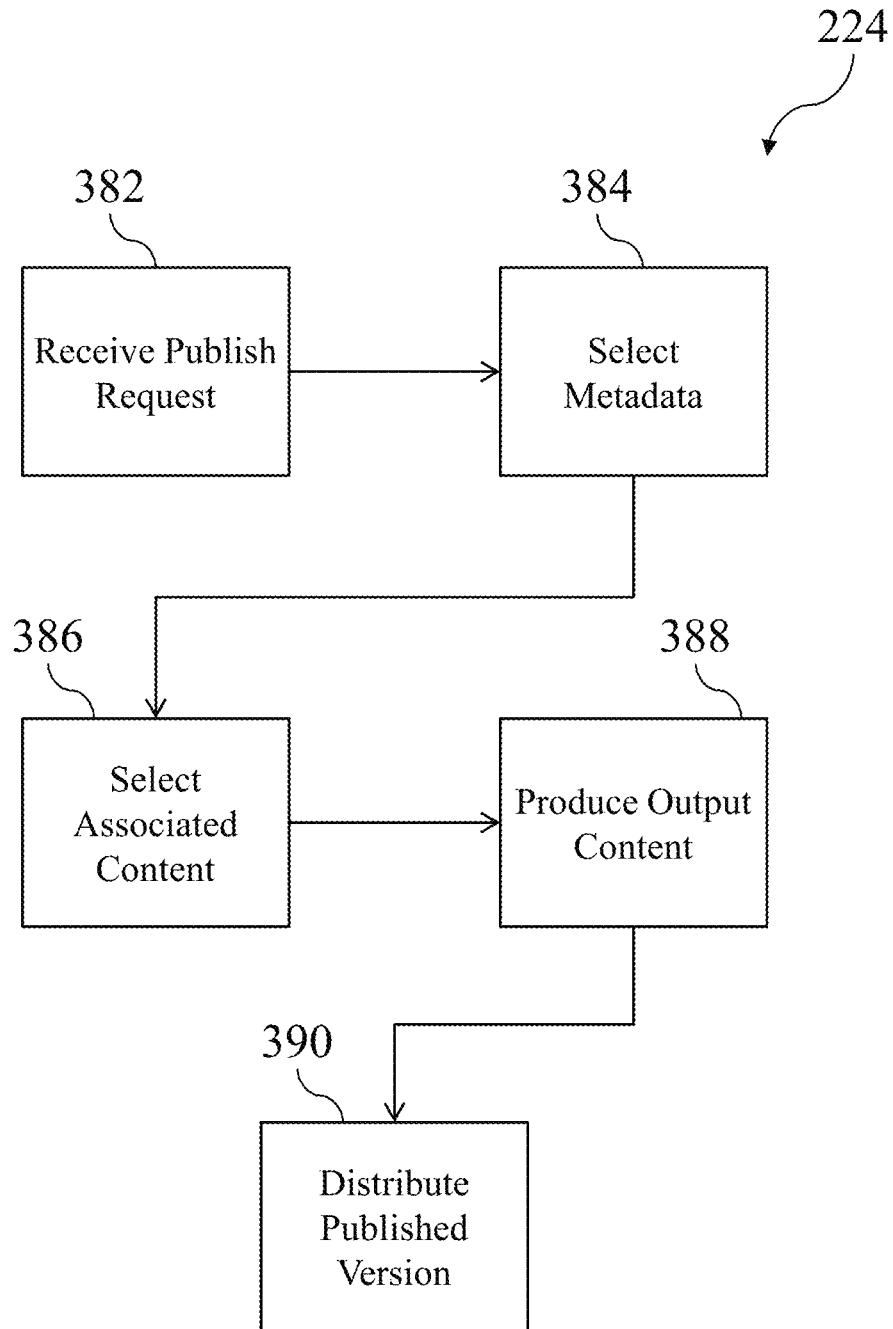 224
382
384
Receive Publish
Request
Select
Metadata
386
388
Select
Associated
Content
Produce Output
Content
390
Distribute
Published
Version